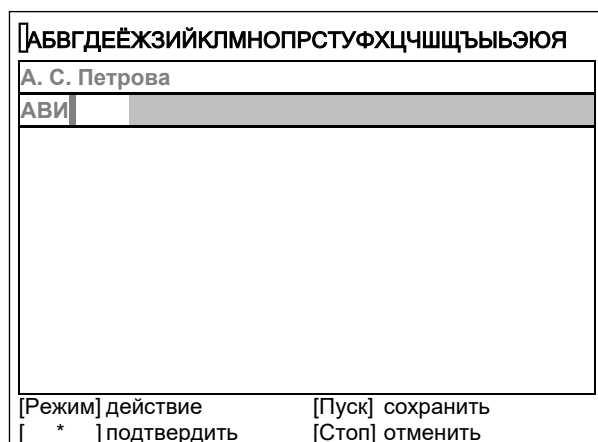 АБВГДЕЁЖЗИЙКЛМНОПРСТУФХЦЧШЩЪЫЬЭЮЯ
А. С. Петрова
АВИ
[Режим] действие [Пуск] сохранить
[ * ] подтвердить [Стоп] отменить